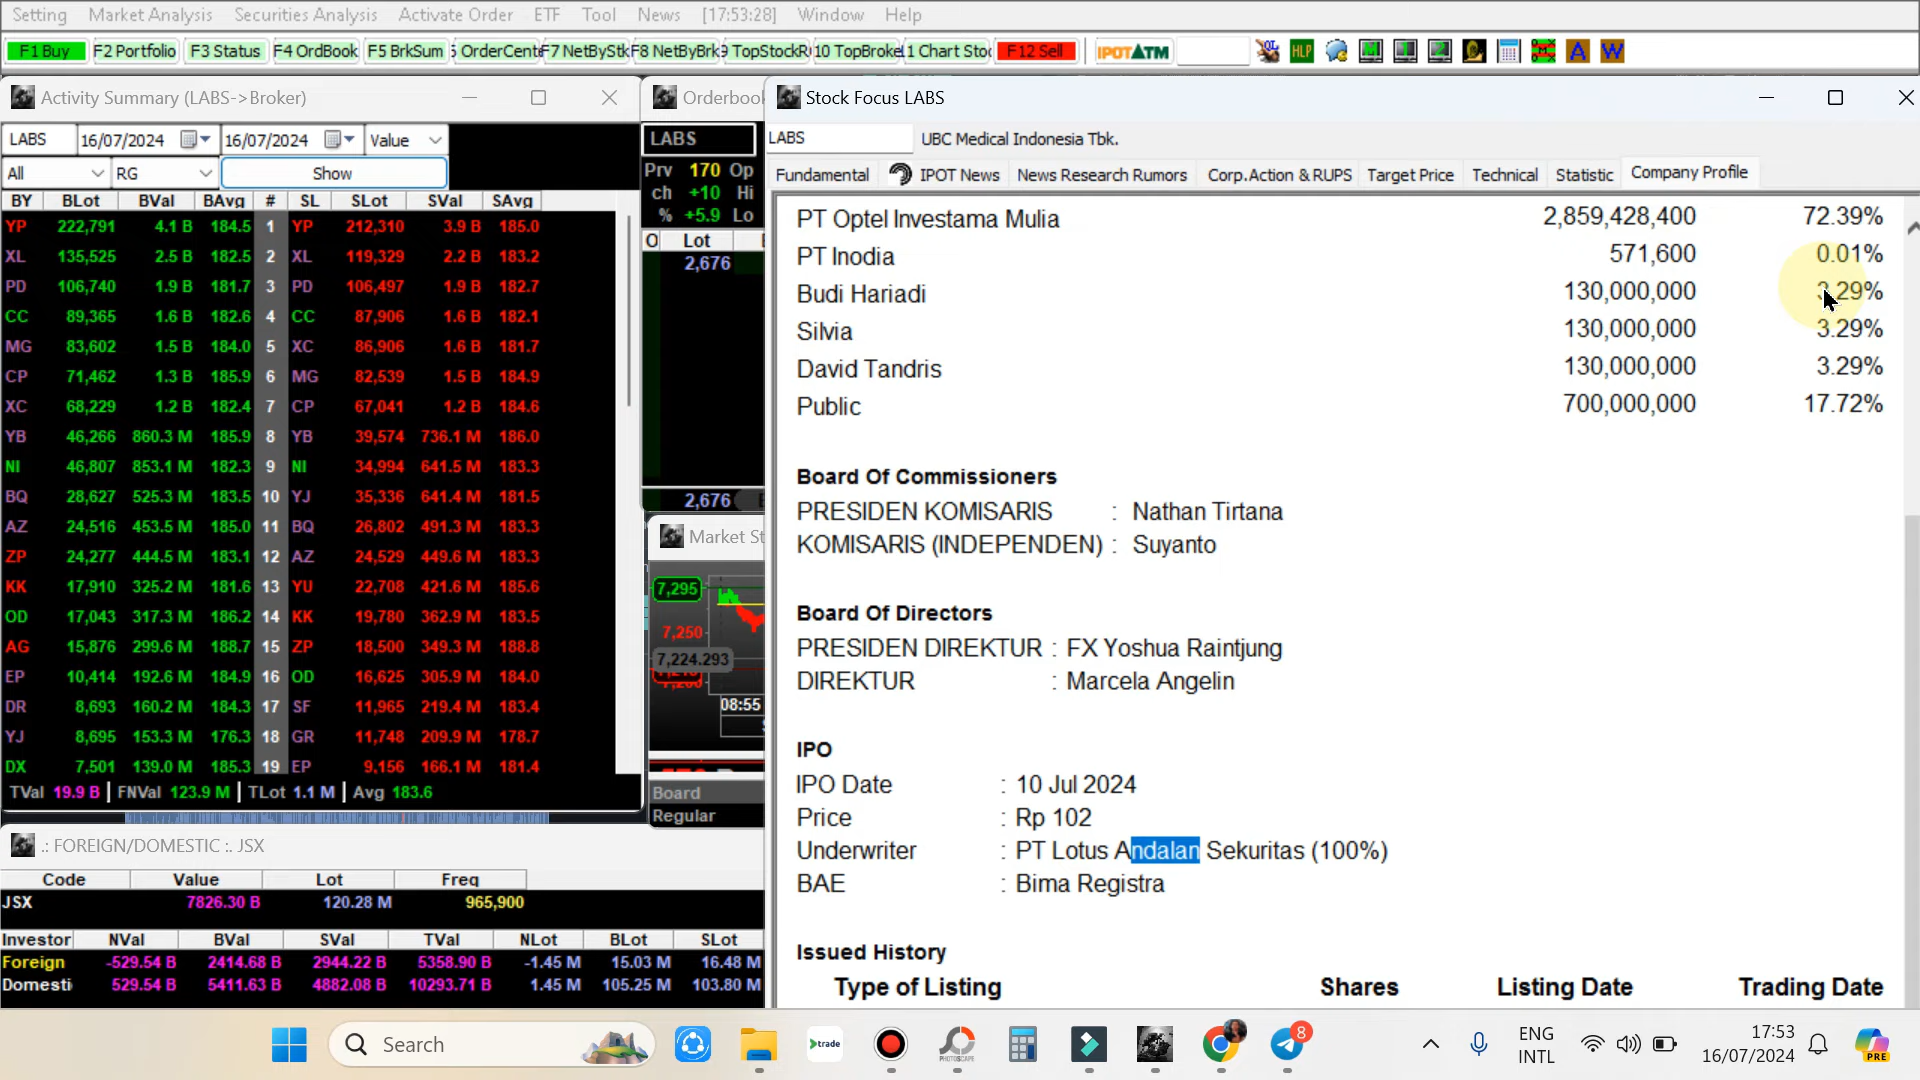 Setting Market Analysis Securities Analysis Activate Order ETF Tool News [17:53:28] Window Help
F1 Buy F2 Portfolio F3 Status F4 OrdBook F5 BrkSum OrderCent F7 NetByStk F8 NetByBrk TopStock 10 TopBroke 1 Chart Sto F12 Sell IPOTATM HLP A W
Activity Summary (LABS->Broker)
LABS 16/07/2024 16/07/2024 Value
All RG Show
BY BLot BVal BAvg # SL SLot SVal SAvg
YP 222,791 4.1 B 184.5 1 YP 212,310 3.9 B 185.0
XL 135,525 2.5 B 182.5 2 XL 119,329 2.2 B 183.2
PD 106,740 1.9 B 181.7 3 PD 106,497 1.9 B 182.7
CC 89,365 1.6 B 182.6 4 CC 87,906 1.6 B 182.1
MG 83,602 1.5 B 184.0 5 XC 86,906 1.6 B 181.7
CP 71,462 1.3 B 185.9 6 MG 82,539 1.5 B 184.9
XC 68,229 1.2 B 182.4 7 CP 67,041 1.2 B 184.6
YB 46,266 860.3 M 185.9 8 YB 39,574 736.1 M 186.0
NI 46,807 853.1 M 182.3 9 NI 34,994 641.5 M 183.3
BQ 28,627 525.3 M 183.5 10 YJ 35,336 641.4 M 181.5
AZ 24,516 453.5 M 185.0 11 BQ 26,802 491.3 M 183.3
ZP 24,277 444.5 M 183.1 12 AZ 24,529 449.6 M 183.3
KK 17,910 325.2 M 181.6 13 YU 22,708 421.6 M 185.6
OD 17,043 317.3 M 186.2 14 KK 19,780 362.9 M 183.5
AG 15,876 299.6 M 188.7 15 ZP 18,500 349.3 M 188.8
EP 10,414 192.6 M 184.9 16 OD 16,625 305.9 M 184.0
DR 8,693 160.2 M 184.3 17 SF 11,965 219.4 M 183.4
YJ 8,695 153.3 M 176.3 18 GR 11,748 209.9 M 178.7
DX 7,501 139.0 M 185.3 19 EP 9,156 166.1 M 181.4
TVal 19.9 B | FNVal 123.9 M | TLot 1.1 M | Avg 183.6
.: FOREIGN/DOMESTIC :. JSX
Code Value Lot Freq
JSX 7826.30 B 120.28 M 965,900
Investor NVal BVal SVal TVal NLot BLot SLot
Foreign -529.54 B 2414.68 B 2944.22 B 5358.90 B -1.45 M 15.03 M 16.48 M
Domesti 529.54 B 5411.63 B 4882.08 B 10293.71 B 1.45 M 105.25 M 103.80 M
Orderbook
LABS
Prv 170 Op
ch +10 Hi
% +5.9 Lo
O Lot
2,676
2,676
Market St
7,295
7,250
7,224.293
08:55
Board
Regular
Stock Focus LABS
LABS UBC Medical Indonesia Tbk.
Fundamental IPOT News News Research Rumors Corp.Action & RUPS Target Price Technical Statistic Company Profile
PT Optel Investama Mulia 2,859,428,400 72.39%
PT Inodia 571,600 0.01%
Budi Hariadi 130,000,000 3.29%
Silvia 130,000,000 3.29%
David Tandris 130,000,000 3.29%
Public 700,000,000 17.72%
Board Of Commissioners
PRESIDEN KOMISARIS : Nathan Tirtana
KOMISARIS (INDEPENDEN) : Suyanto
Board Of Directors
PRESIDEN DIREKTUR : FX Yoshua Raintjung
DIREKTUR : Marcela Angelin
IPO
IPO Date : 10 Jul 2024
Price : Rp 102
Underwriter : PT Lotus Andalan Sekuritas (100%)
BAE : Bima Registra
Issued History
Type of Listing Shares Listing Date Trading Date
Search
trade
PHOTOSCAPE
8
ENG
INTL
17:53
16/07/2024
PRE